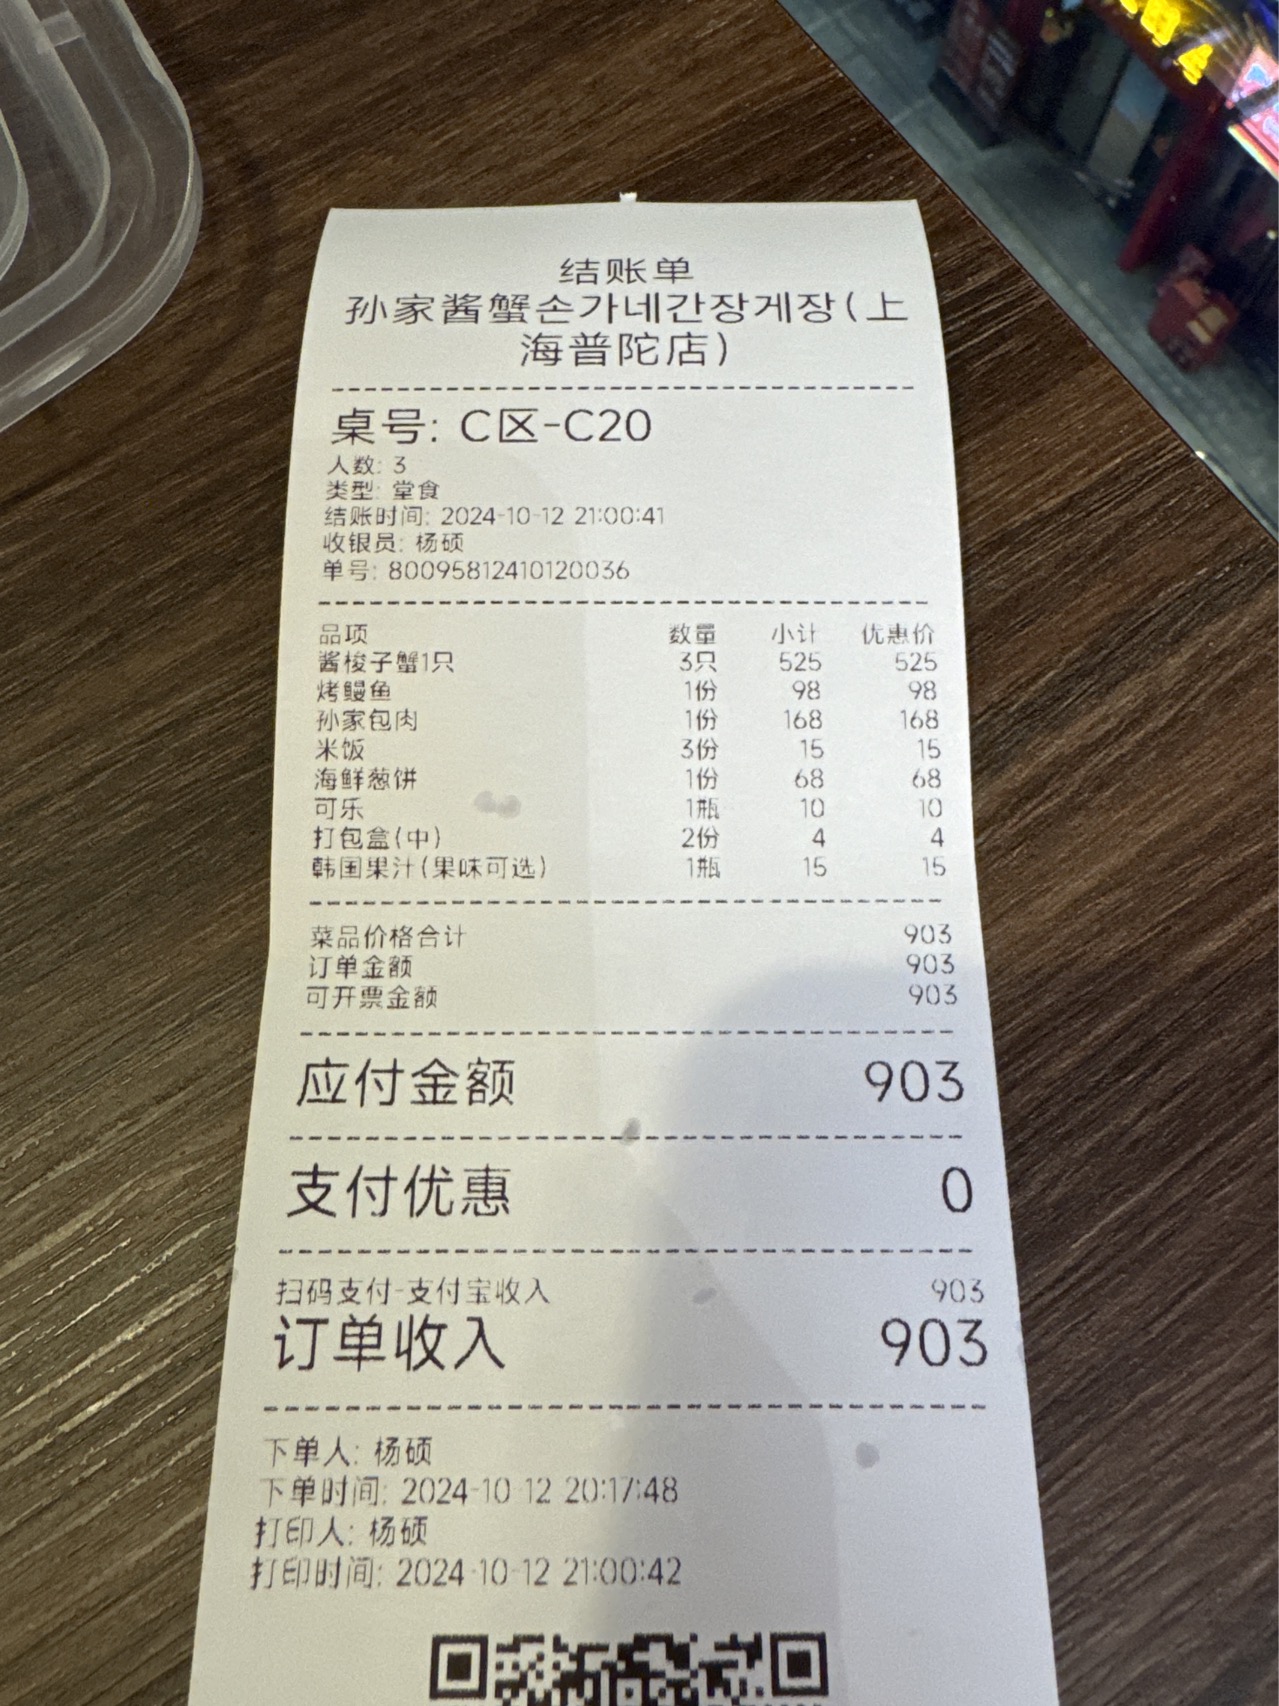 结账单
孙家酱蟹손가네간장게장(上
海普陀店)
桌号: C区-C20
人数: 3
类型: 堂食
结账时间: 2024-10-12 21:00:41
收银员: 杨硕
单号: 80095812410120036
品项 数量 小计 优惠价
酱梭子蟹1只 3只 525 525
烤鳗鱼 1份 98 98
孙家包肉 1份 168 168
米饭 3份 15 15
海鲜葱饼 1份 68 68
可乐 1瓶 10 10
打包盒(中) 2份 4 4
韩国果汁(果味可选) 1瓶 15 15
菜品价格合计 903
订单金额 903
可开票金额 903
应付金额 903
支付优惠 0
扫码支付-支付宝收入 903
订单收入 903
下单人: 杨硕
下单时间: 2024-10-12 20:17:48
打印人: 杨硕
打印时间: 2024-10-12 21:00:42